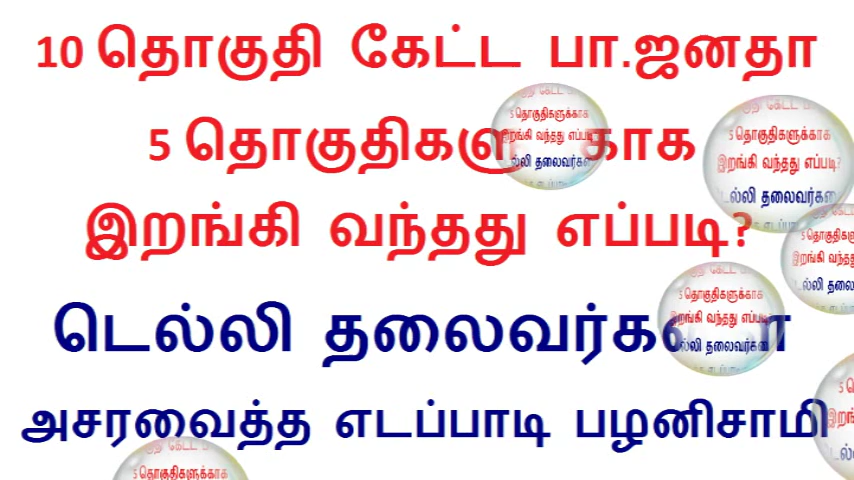 10 தொகுதி கேட்ட பா.ஜனதா
5 தொகுதிகளுக்காக
இறங்கி வந்தது எப்படி?
டெல்லி தலைவர்களை
அசரவைத்த எடப்பாடி பழனிசாமி